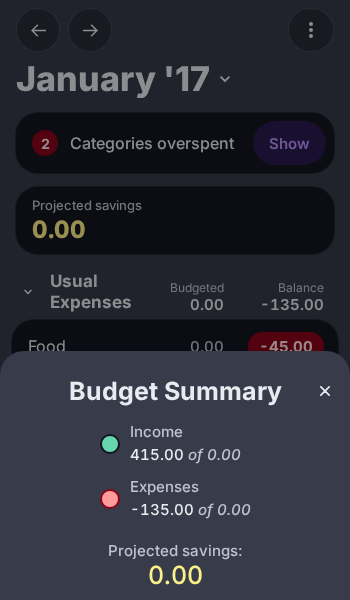 January '17
2 Categories overspent Show
Projected savings
0.00
Usual Expenses Budgeted Balance
0.00 -135.00
Food 0.00 -45.00
Budget Summary
Income
415.00 of 0.00
Expenses
-135.00 of 0.00
Projected savings:
0.00